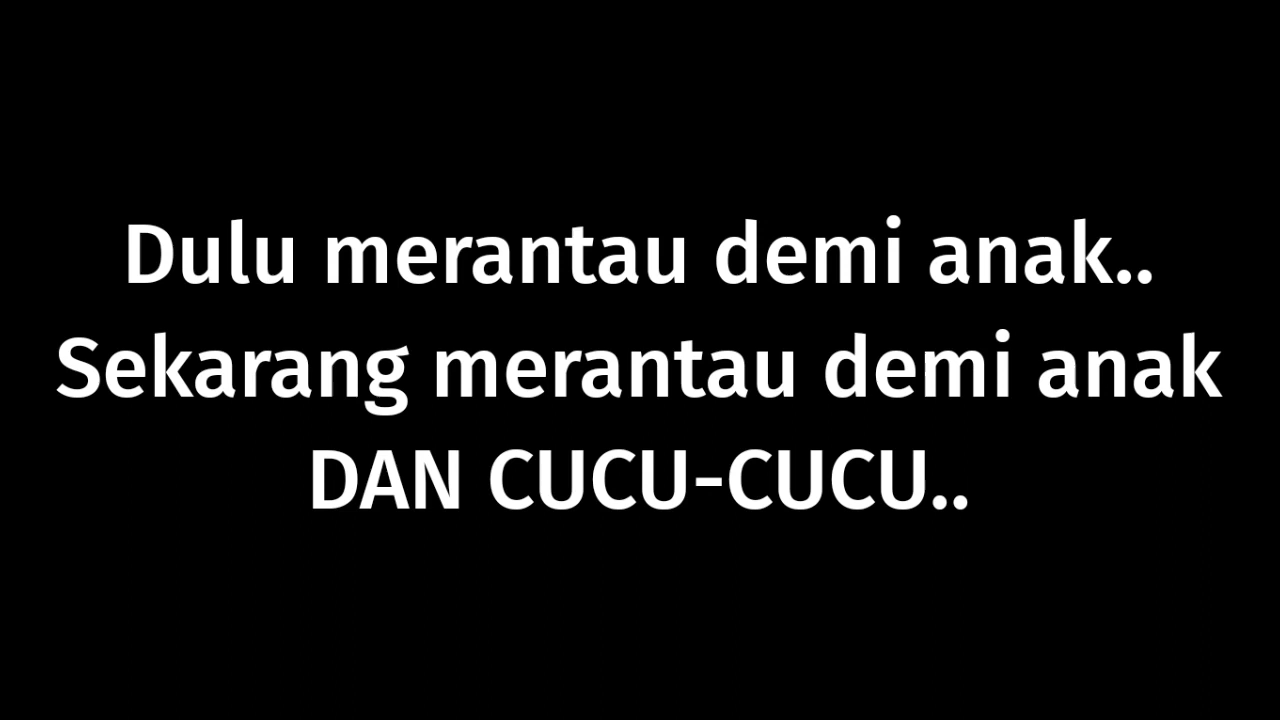 Dulu merantau demi anak..
Sekarang merantau demi anak
DAN CUCU-CUCU..